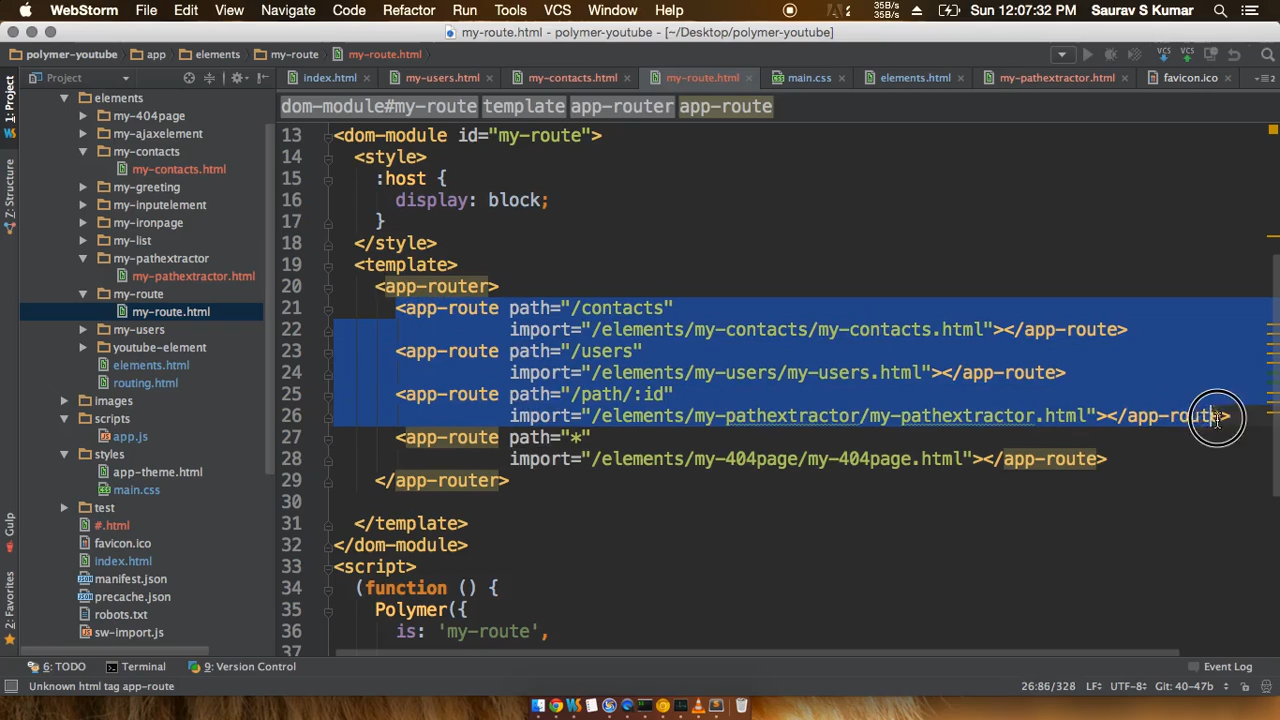 WebStorm File Edit View Navigate Code Refactor Run Tools VCS Window Help 35B/s 8B/s Sun 12:07:32 PM Saurav S Kumar
my-route.html - polymer-youtube - [~/Desktop/polymer-youtube]
polymer-youtube app elements my-route my-route.html
Project index.html my-users.html my-contacts.html my-route.html main.css elements.html my-pathextractor.html favicon.ico
dom-module#my-route template app-router app-route
1: Project
Z: Structure
Gulp
2: Favorites
elements
my-404page
my-ajaxelement
my-contacts
my-contacts.html
my-greeting
my-inputelement
my-ironpage
my-list
my-pathextractor
my-pathextractor.html
my-route
my-route.html
my-users
youtube-element
elements.html
routing.html
images
scripts
app.js
styles
app-theme.html
main.css
test
#.html
favicon.ico
index.html
manifest.json
precache.json
robots.txt
sw-import.js
13 <dom-module id="my-route">
14 <style>
15 :host {
16 display: block;
17 }
18 </style>
19 <template>
20 <app-router>
21 <app-route path="/contacts"
22 import="/elements/my-contacts/my-contacts.html"></app-route>
23 <app-route path="/users"
24 import="/elements/my-users/my-users.html"></app-route>
25 <app-route path="/path/:id"
26 import="/elements/my-pathextractor/my-pathextractor.html"></app-route>
27 <app-route path="*"
28 import="/elements/my-404page/my-404page.html"></app-route>
29 </app-router>
30
31 </template>
32 </dom-module>
33 <script>
34 (function () {
35 Polymer({
36 is: 'my-route',
37
6: TODO Terminal 9: Version Control Event Log
Unknown html tag app-route 26:86/328 LF UTF-8 Git: 40-47b